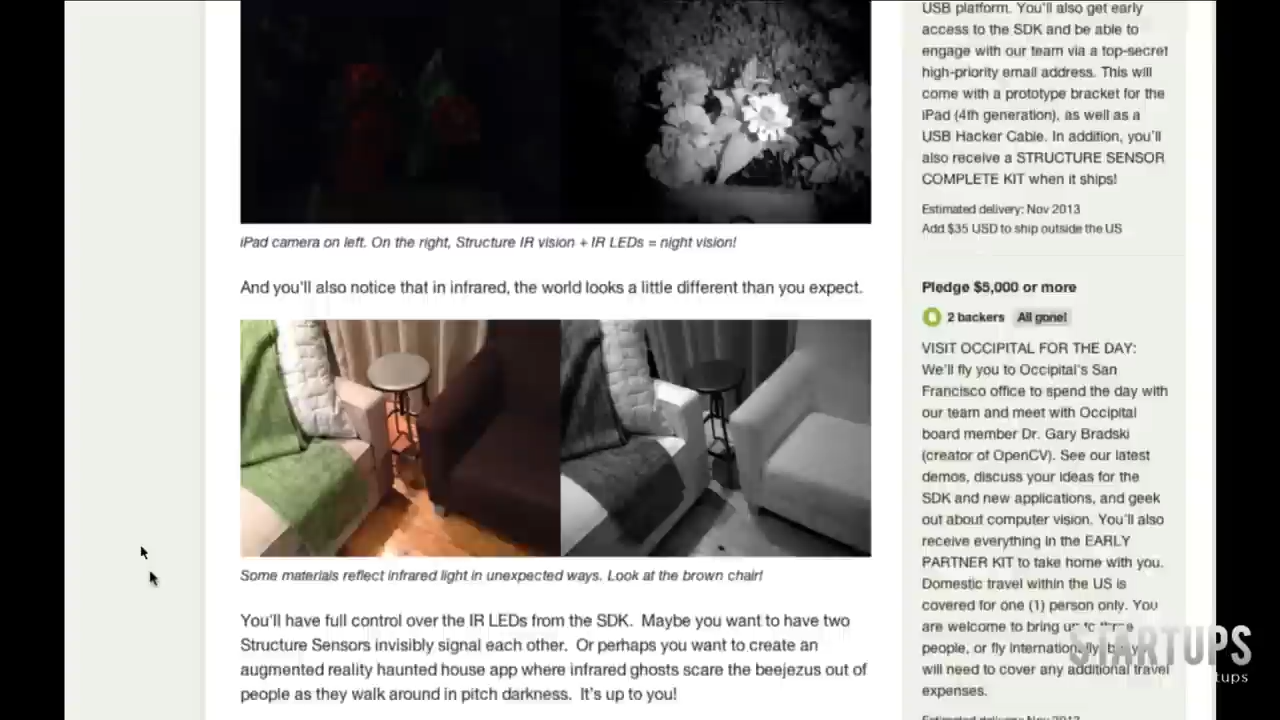 iPad camera on left. On the right, Structure IR vision + IR LEDs = night vision!
And you'll also notice that in infrared, the world looks a little different than you expect.
Some materials reflect infrared light in unexpected ways. Look at the brown chair!
You'll have full control over the IR LEDs from the SDK. Maybe you want to have two
Structure Sensors invisibly signal each other. Or perhaps you want to create an
augmented reality haunted house app where infrared ghosts scare the beejezus out of
people as they walk around in pitch darkness. It's up to you!
USB platform. You'll also get early
access to the SDK and be able to
engage with our team via a top-secret
high-priority email address. This will
come with a prototype bracket for the
iPad (4th generation), as well as a
USB Hacker Cable. In addition, you'll
also receive a STRUCTURE SENSOR
COMPLETE KIT when it ships!
Estimated delivery: Nov 2013
Add $35 USD to ship outside the US
Pledge $5,000 or more
2 backers All gone!
VISIT OCCIPITAL FOR THE DAY:
We'll fly you to Occipital's San
Francisco office to spend the day with
our team and meet with Occipital
board member Dr. Gary Bradski
(creator of OpenCV). See our latest
demos, discuss your ideas for the
SDK and new applications, and geek
out about computer vision. You'll also
receive everything in the EARLY
PARTNER KIT to take home with you.
Domestic travel within the US is
covered for one (1) person only. You
are welcome to bring up to three
people, or fly internationally, but you
will need to cover any additional travel
expenses.
Estimated delivery: Nov 2013
STARTUPS
tups